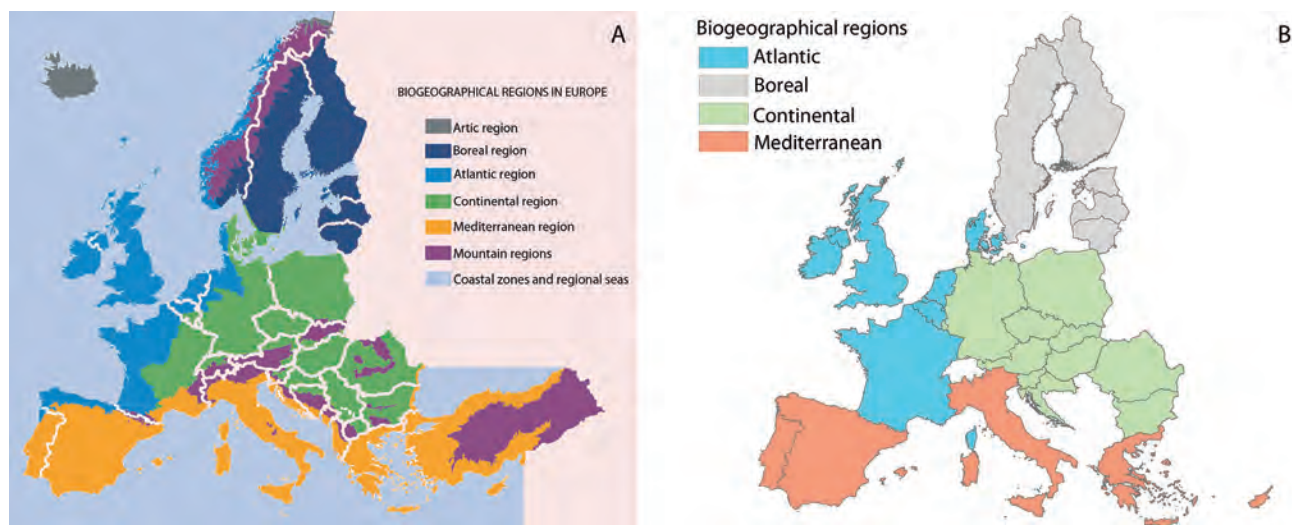 A
BIOGEOGRAPHICAL REGIONS IN EUROPE
Artic region
Boreal region
Atlantic region
Continental region
Mediterranean region
Mountain regions
Coastal zones and regional seas
B
Biogeographical regions
Atlantic
Boreal
Continental
Mediterranean